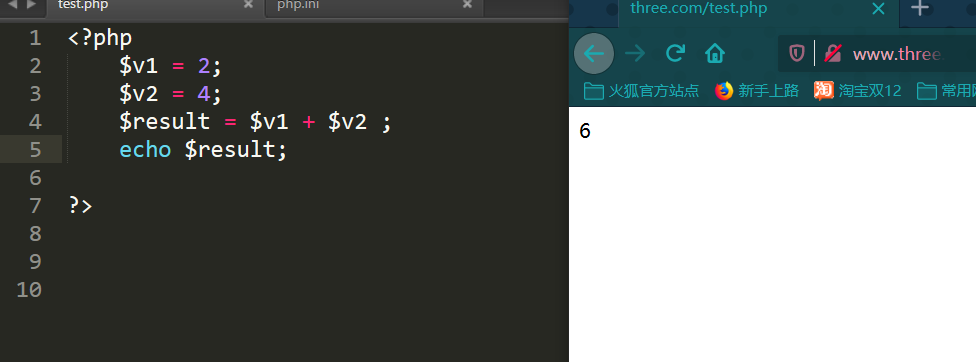 test.php
php.ini
1 <?php
2 $v1 = 2;
3 $v2 = 4;
4 $result = $v1 + $v2 ;
5 echo $result;
6
7 ?>
8
9
10
three.com/test.php
www.three.
火狐官方站点 新手上路 淘 淘宝双12 常用网
6